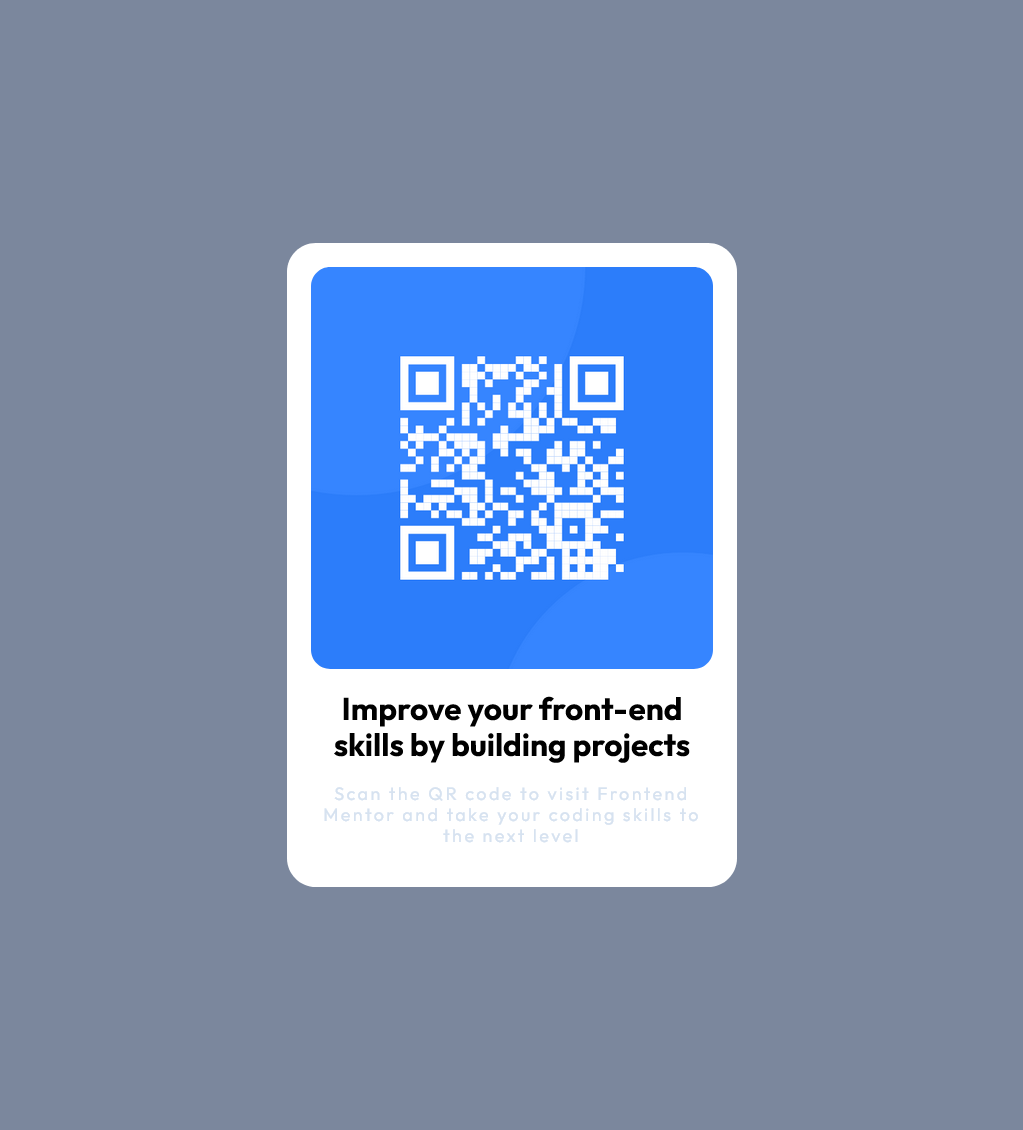 Improve your front-end
skills by building projects
Scan the QR code to visit Frontend
Mentor and take your coding skills to
the next level